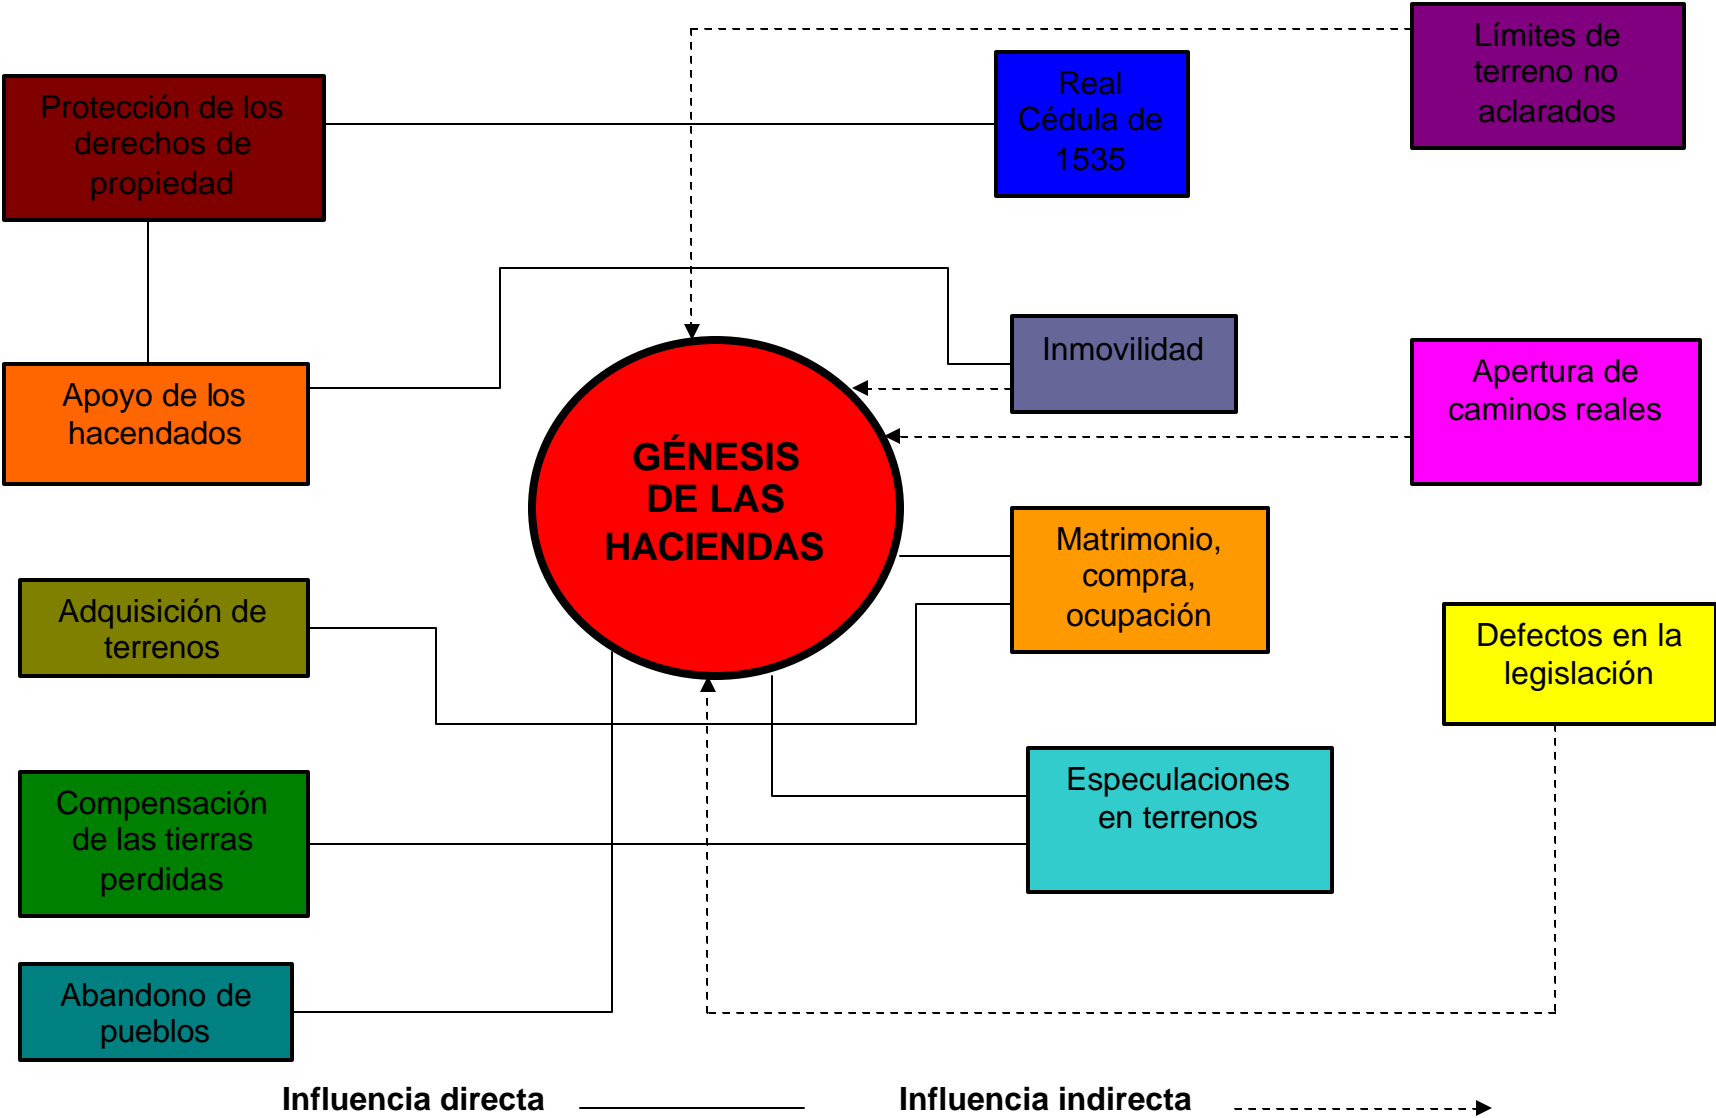 Límites de
terreno no
aclarados
Real
Cédula de
1535
Protección de los
derechos de
propiedad
Inmovilidad
Apertura de
caminos reales
Apoyo de los
hacendados
GÉNESIS
DE LAS
HACIENDAS
Matrimonio,
compra,
ocupación
Adquisición de
terrenos
Defectos en la
legislación
Especulaciones
en terrenos
Compensación
de las tierras
perdidas
Abandono de
pueblos
Influencia directa
Influencia indirecta